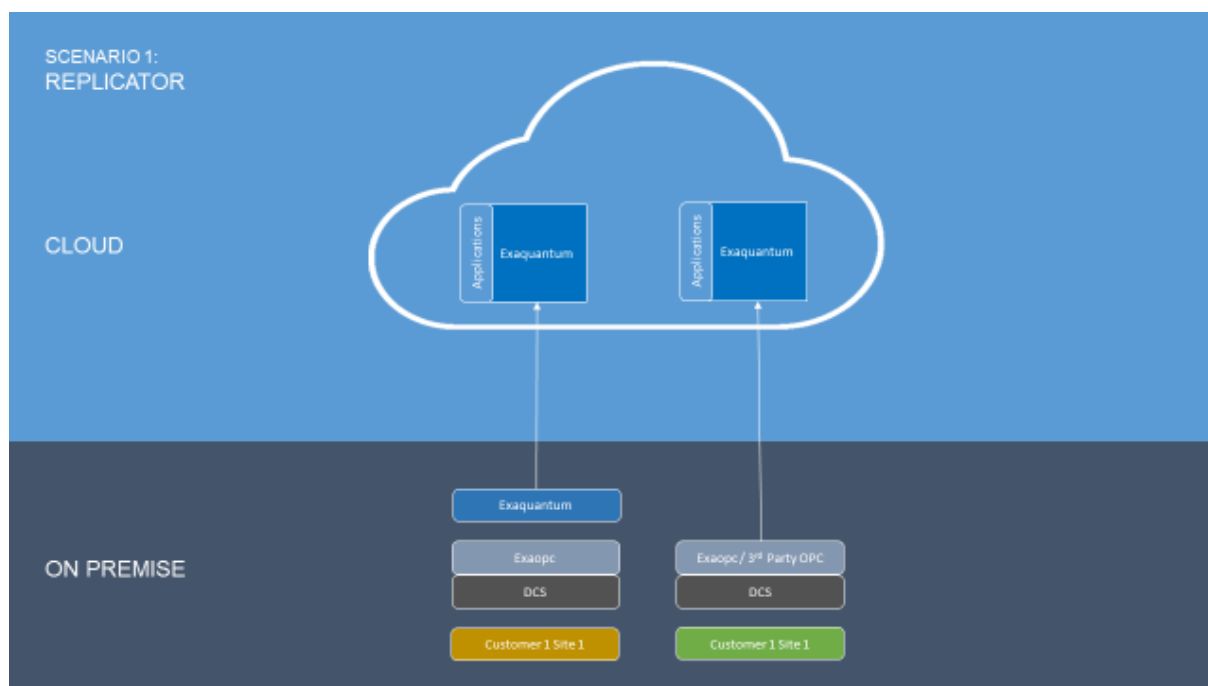 SCENARIO 1:
REPLICATOR
CLOUD
Applications
Exaquantum
Applications
Exaquantum
ON PREMISE
Exaquantum
Exaopc
DCS
Customer 1 Site 1
Exaopc / 3rd Party OPC
DCS
Customer 1 Site 1